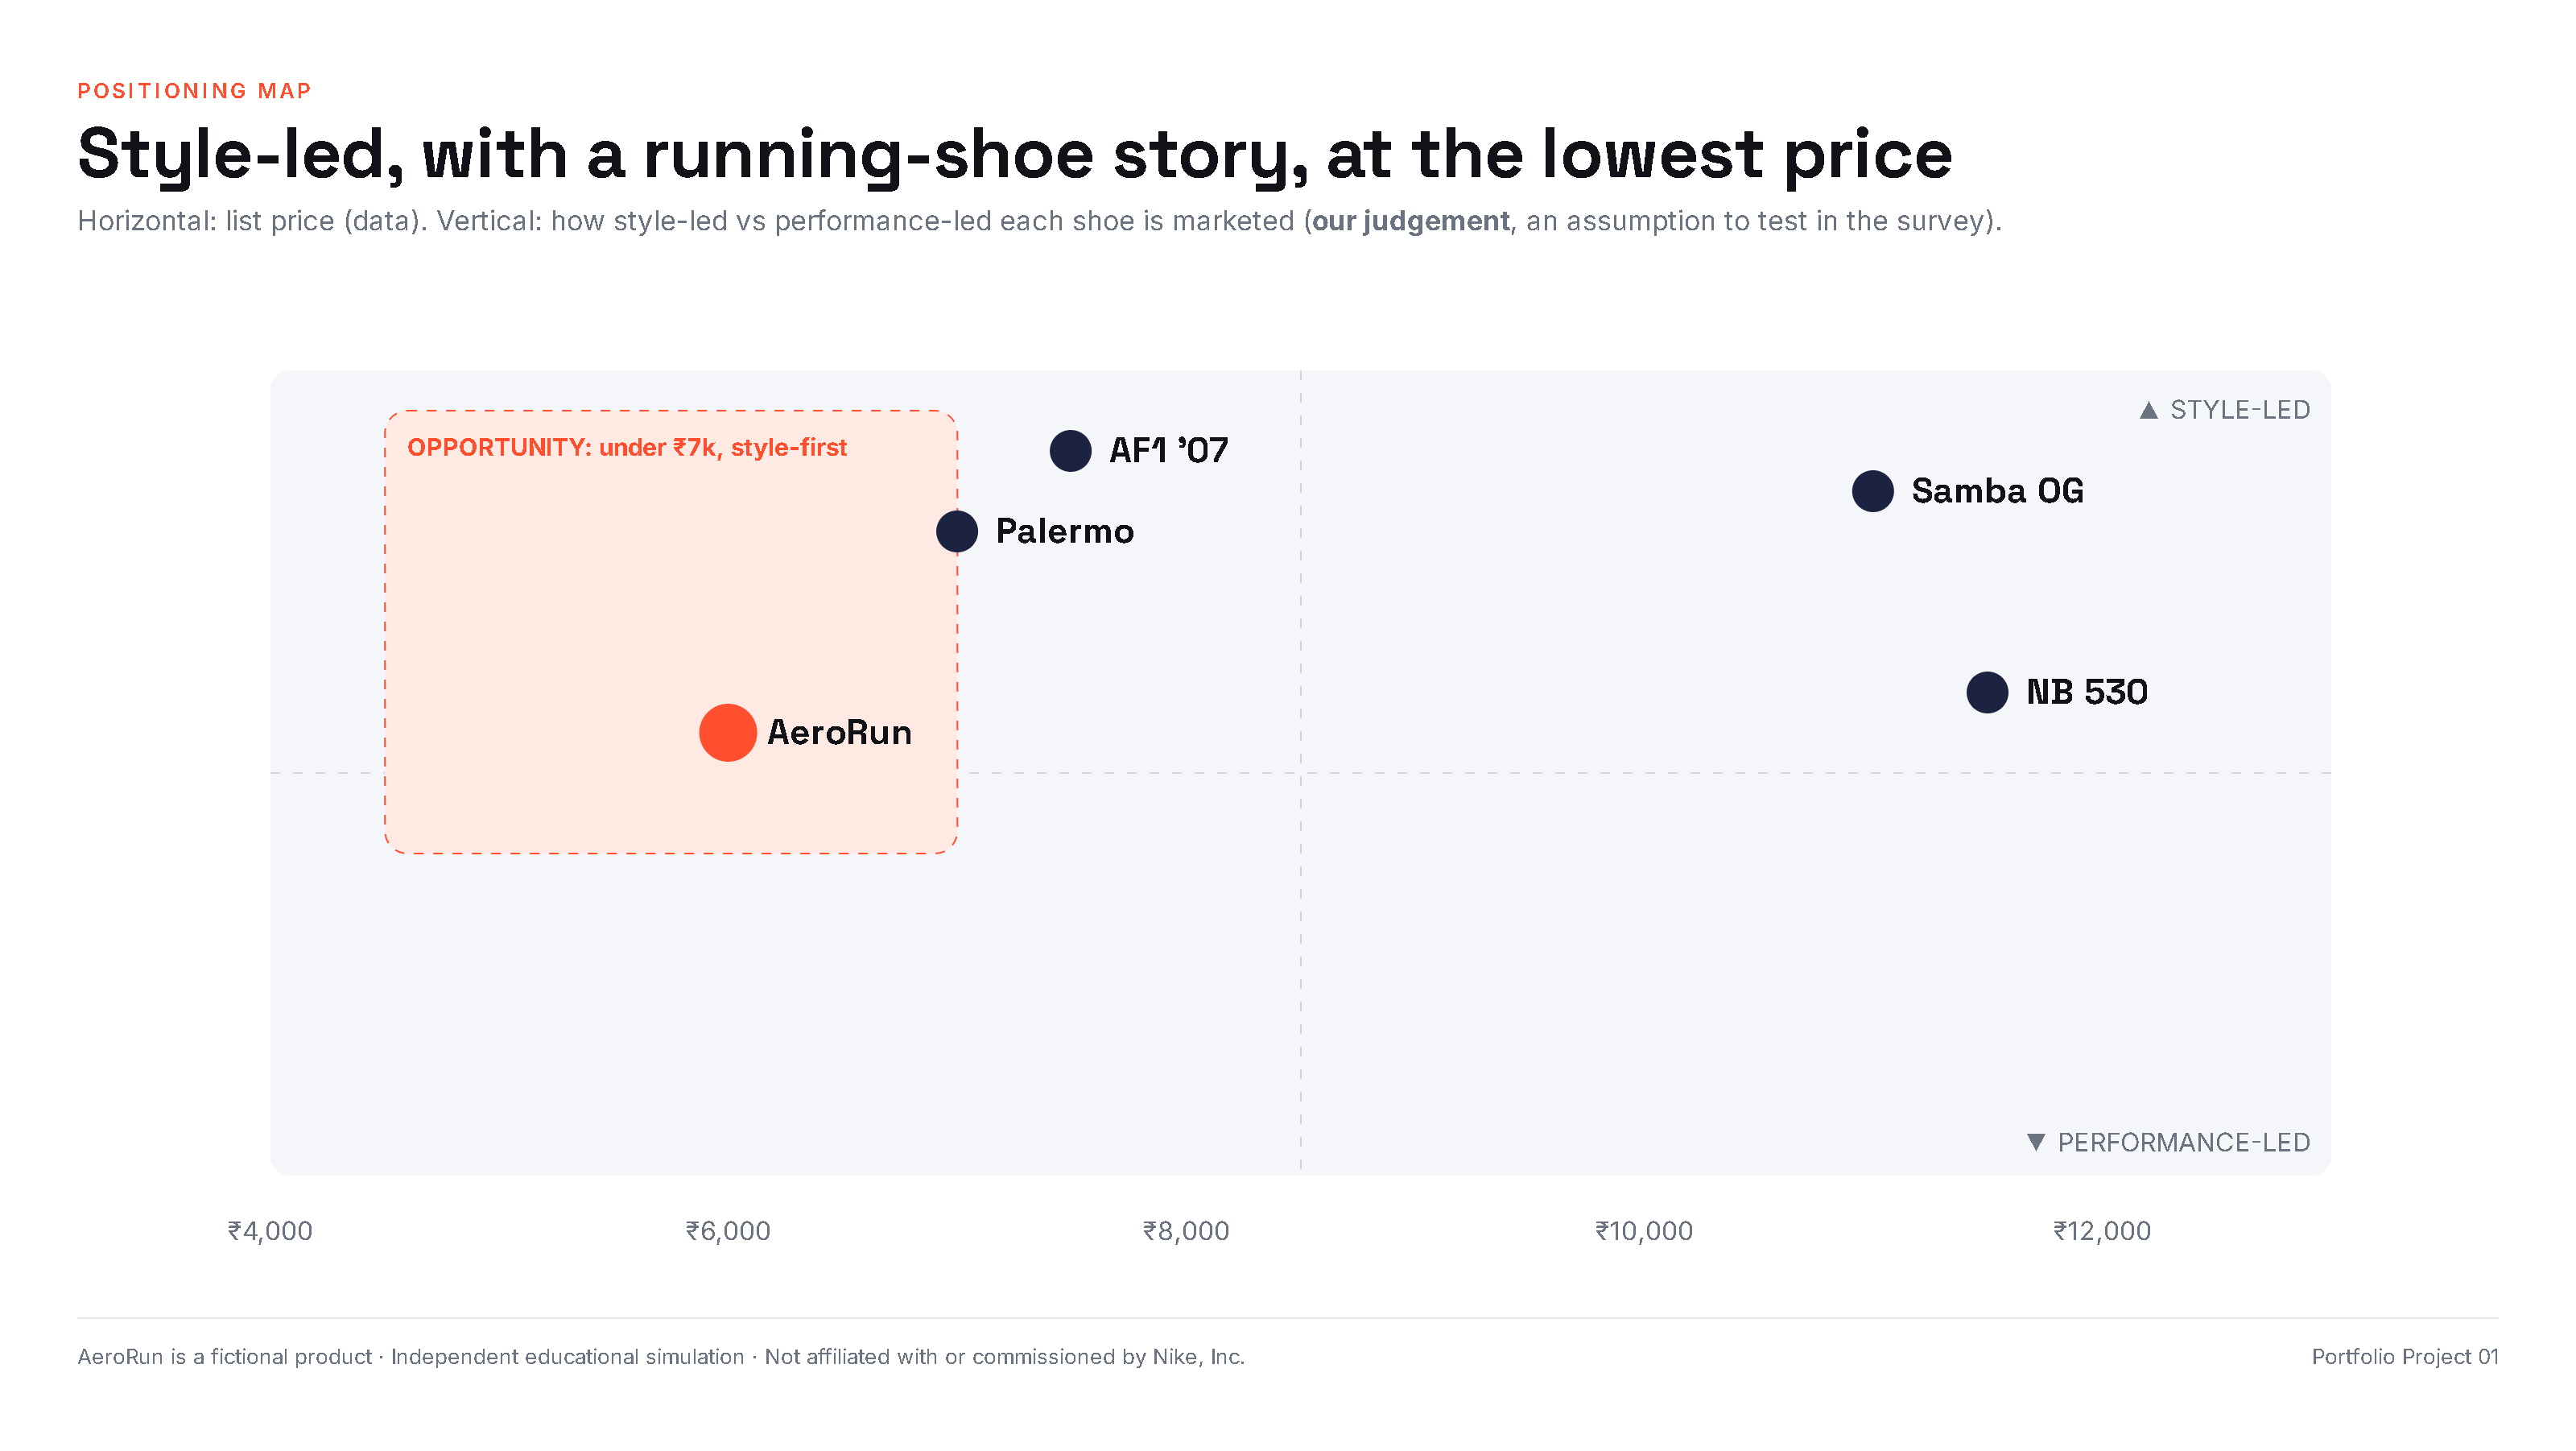 POSITIONING MAP
Style-led, with a running-shoe story, at the lowest price
Horizontal: list price (data). Vertical: how style-led vs performance-led each shoe is marketed (our judgement, an assumption to test in the survey).
▲ STYLE-LED
OPPORTUNITY: under ₹7k, style-first
AF1 ’07
Samba OG
Palermo
NB 530
AeroRun
▼ PERFORMANCE-LED
₹4,000
₹6,000
₹8,000
₹10,000
₹12,000
AeroRun is a fictional product · Independent educational simulation · Not affiliated with or commissioned by Nike, Inc.
Portfolio Project 01